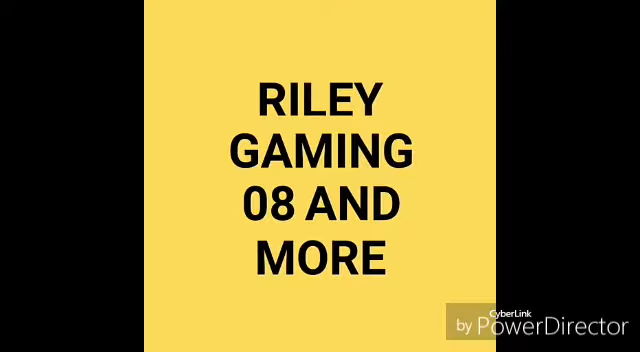 RILEY
GAMING
08 AND
MORE
CyberLink
by PowerDirector